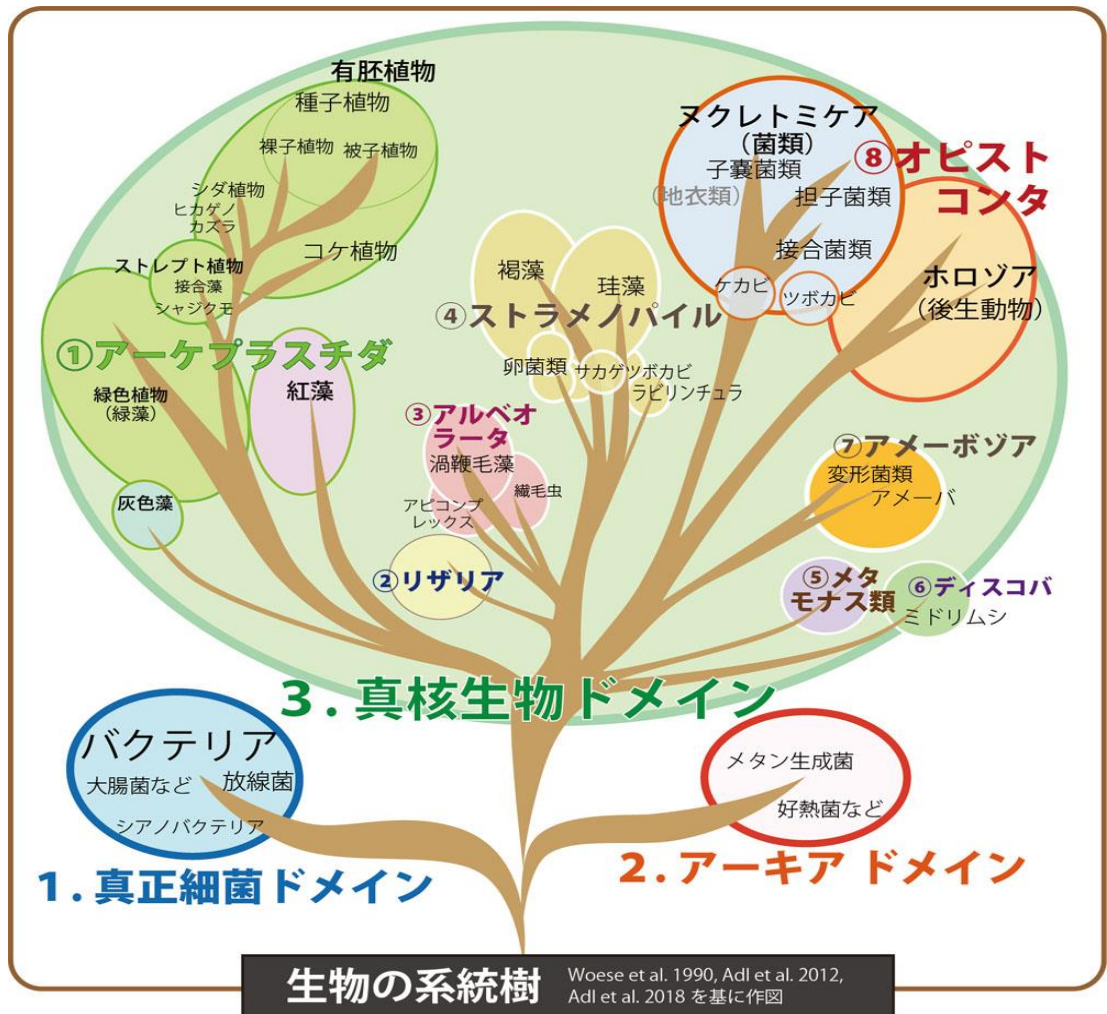 有胚植物
種子植物
裸子植物
被子植物
シダ植物
ヒカゲノ
カズラ
コケ植物
ストレプト植物
接合藻
シャジクモ
①アーケプラスチダ
緑色植物
(緑藻)
紅藻
灰色藻
褐藻
珪藻
④ストラメノパイル
卵菌類
サカゲツボカビ
ラビリンチュラ
③アルベオ
ラータ
渦鞭毛藻
繊毛虫
アピコンプ
レックス
②リザリア
ヌクレトミケア
(菌類)
子囊菌類
(地衣類)
担子菌類
接合菌類
ケカビ
ツボカビ
⑧オピスト
コンタ
ホロゾア
(後生動物)
⑦アメーボゾア
変形菌類
アメーバ
⑤メタ
モナス類
⑥ディスコバ
ミドリムシ
3.真核生物ドメイン
バクテリア
大腸菌など
放線菌
シアノバクテリア
1.真正細菌ドメイン
メタン生成菌
好熱菌など
2.アーキア ドメイン
生物の系統樹
Woese et al. 1990, Adl et al. 2012,
Adl et al. 2018 を基に作図